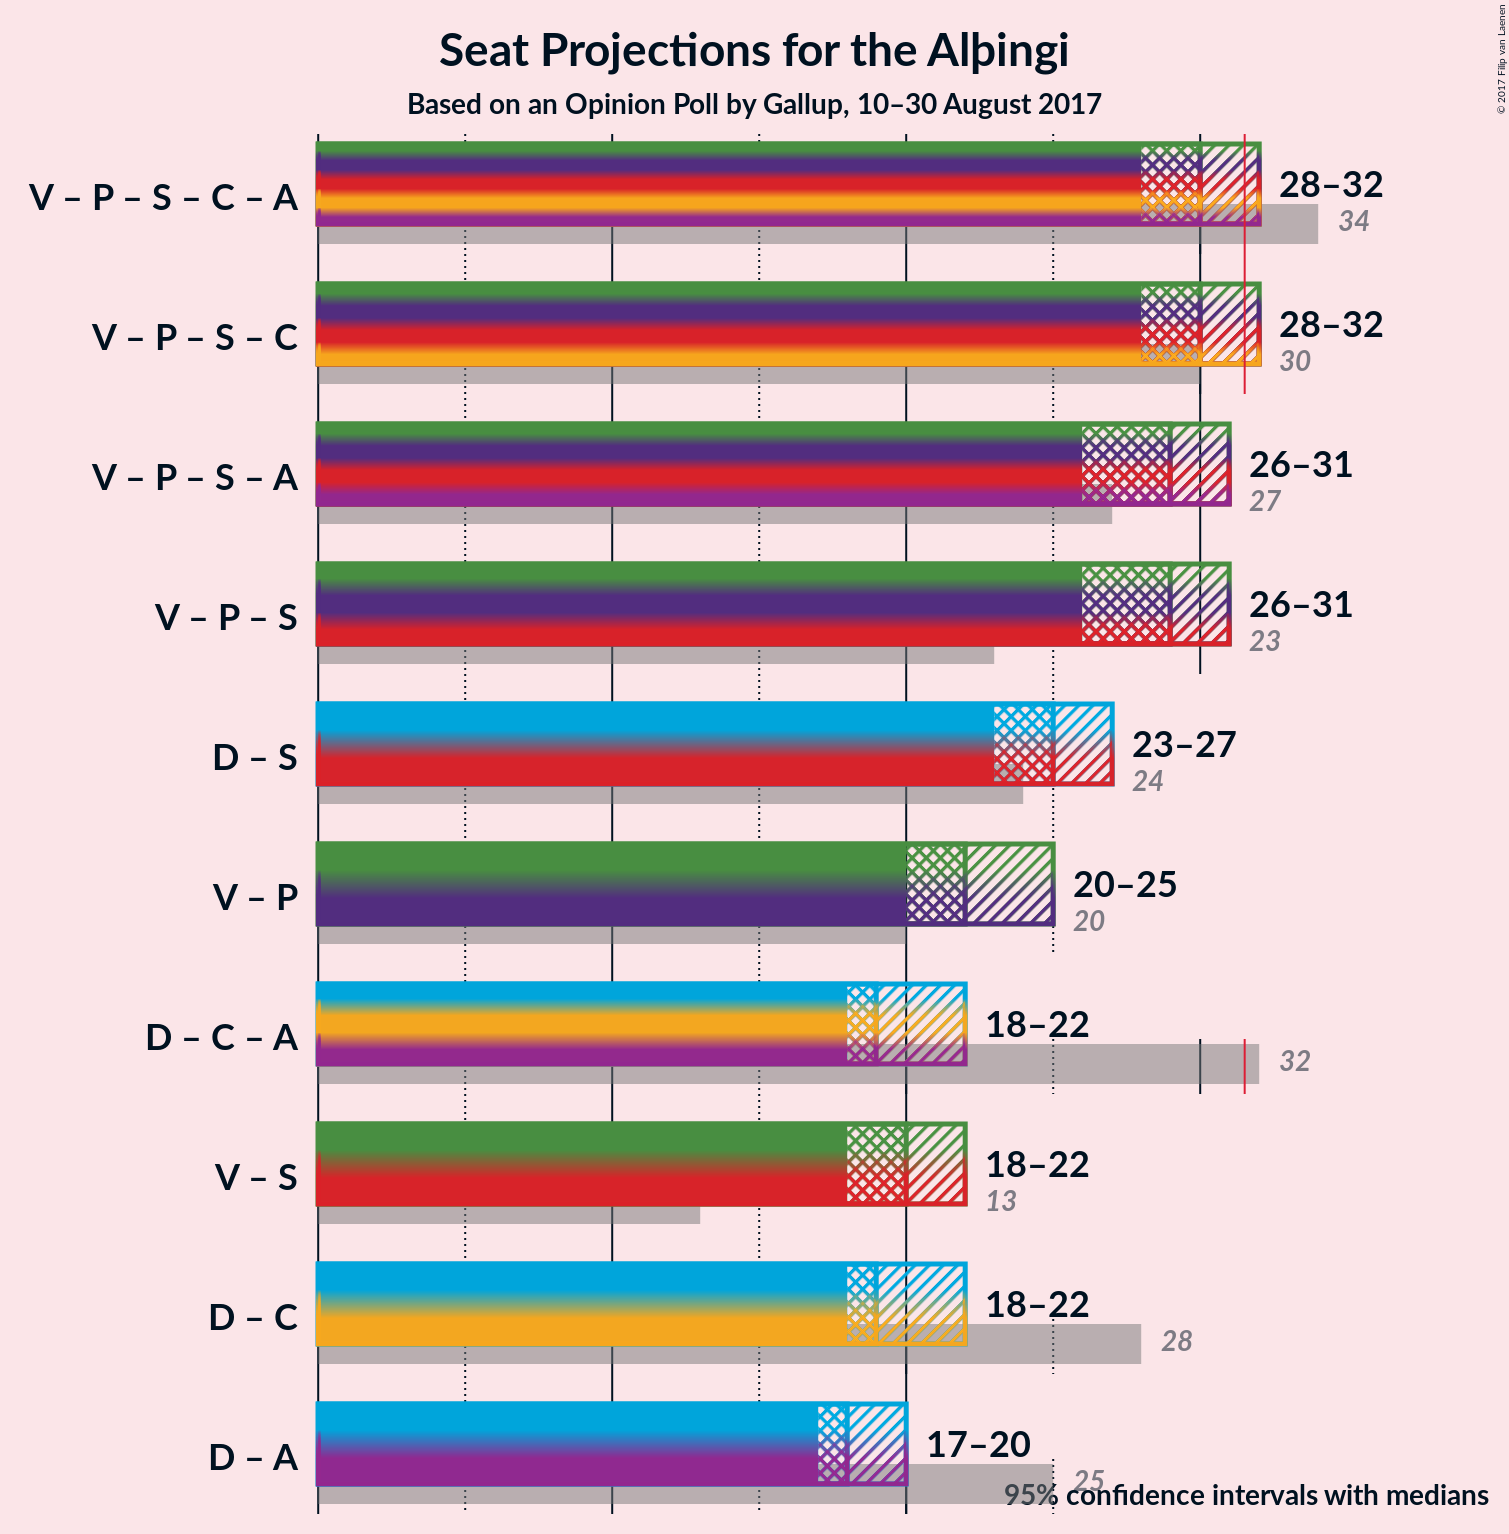 Seat Projections for the Alþingi
Based on an Opinion Poll by Gallup, 10–30 August 2017
© 2017 Filip van Laenen
V – P – S – C – A
28–32
34
V – P – S – C
28–32
30
V – P – S – A
26–31
27
V – P – S
26–31
23
D – S
23–27
24
V – P
20–25
20
D – C – A
18–22
32
V – S
18–22
13
D – C
18–22
28
D – A
17–20
25
95% confidence intervals with medians